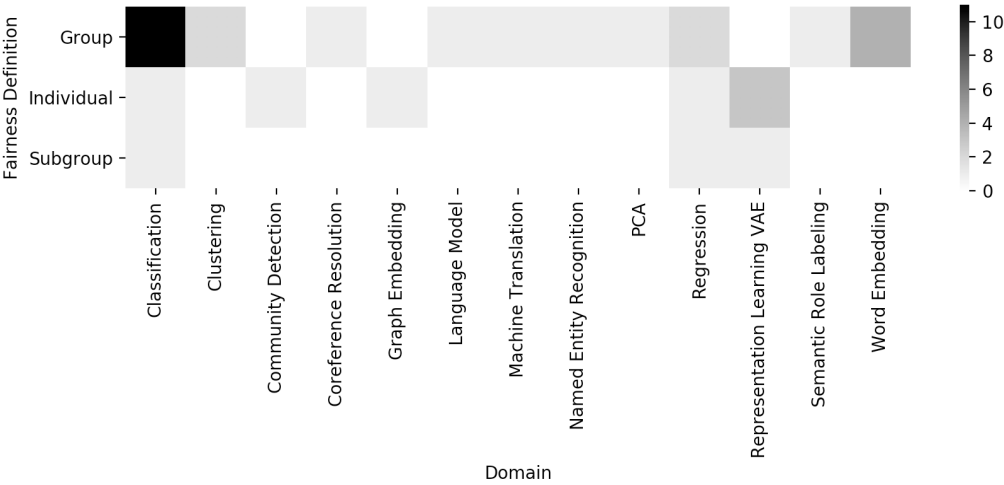 Fairness Definition
Group
Individual
Subgroup
Classification
Clustering
Community Detection
Coreference Resolution
Graph Embedding
Language Model
Machine Translation
Named Entity Recognition
PCA
Regression
Representation Learning VAE
Semantic Role Labeling
Word Embedding
Domain
10
8
6
4
2
0